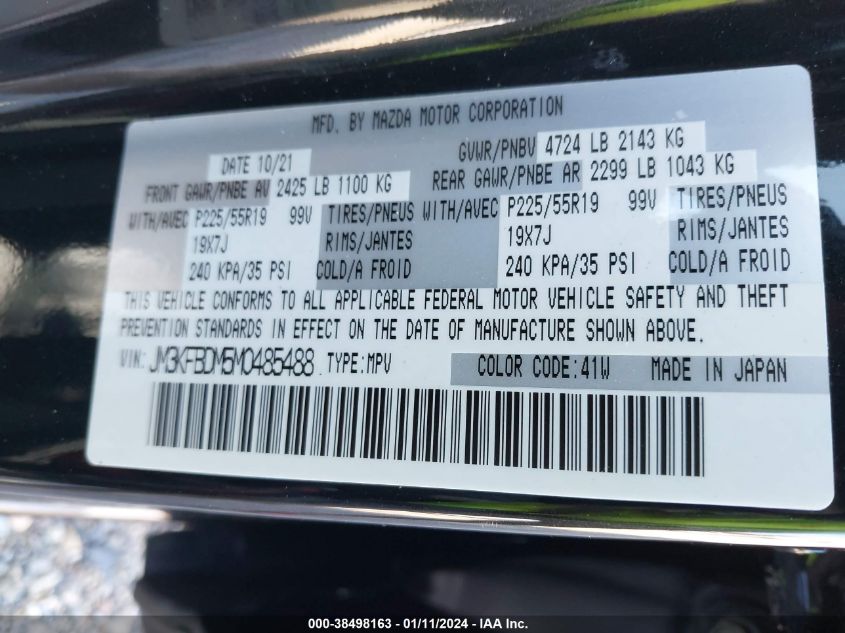 MFD. BY MAZDA MOTOR CORPORATION
DATE 10/21 GVWR/PNBV 4724 LB 2143 KG
FRONT GAWR/PNBE AV 2425 LB 1100 KG REAR GAWR/PNBE AR 2299 LB 1043 KG
WITH/AVEC P225/55R19 99V TIRES/PNEUS WITH/AVEC P225/55R19 99V TIRES/PNEUS
19X7J RIMS/JANTES 19X7J RIMS/JANTES
240 KPA/35 PSI COLD/A FROID 240 KPA/35 PSI COLD/A FROID
THIS VEHICLE CONFORMS TO ALL APPLICABLE FEDERAL MOTOR VEHICLE SAFETY AND THEFT
PREVENTION STANDARDS IN EFFECT ON THE DATE OF MANUFACTURE SHOWN ABOVE.
VIN: JM3KFBDM5M0485488 TYPE:MPV COLOR CODE:41W MADE IN JAPAN
000-38498163 - 01/11/2024 - IAA Inc.